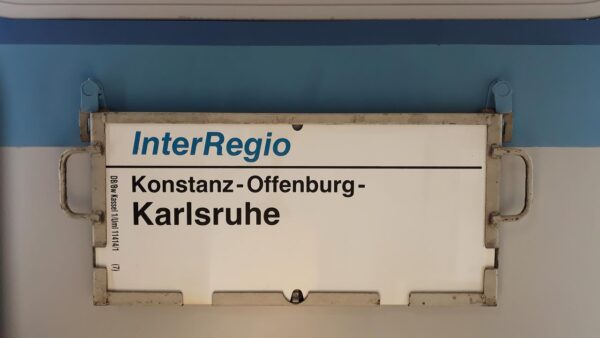 InterRegio
Konstanz-Offenburg-
Karlsruhe